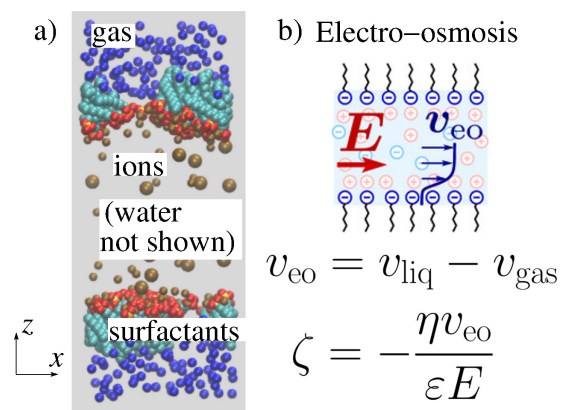 a)
gas
ions
(water
not shown)
surfactants
z
x
b) Electro-osmosis
E
v_eo
v_eo = v_liq − v_gas
ζ = − ηv_eo / εE